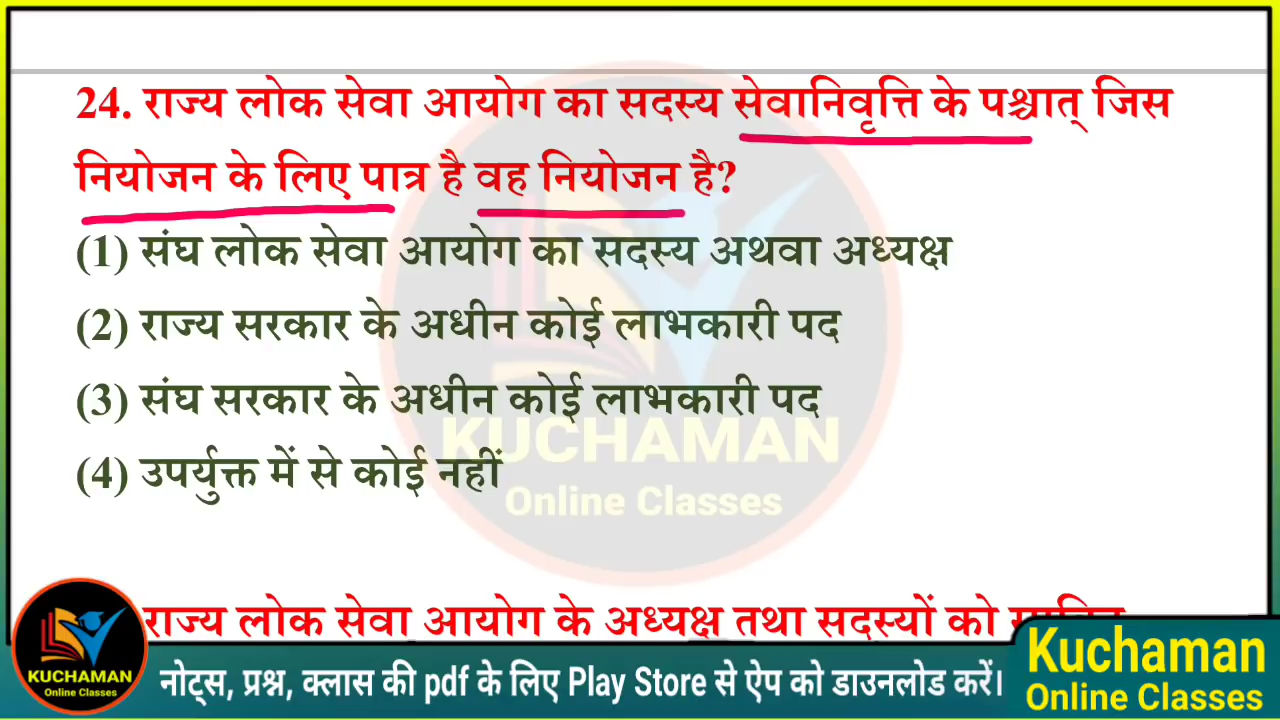 24. राज्य लोक सेवा आयोग का सदस्य सेवानिवृत्ति के पश्चात् जिस
नियोजन के लिए पात्र है वह नियोजन है?
(1) संघ लोक सेवा आयोग का सदस्य अथवा अध्यक्ष
(2) राज्य सरकार के अधीन कोई लाभकारी पद
(3) संघ सरकार के अधीन कोई लाभकारी पद
(4) उपर्युक्त में से कोई नहीं
KUCHAMAN
Online Classes
राज्य लोक सेवा आयोग के अध्यक्ष तथा सदस्यों को
KUCHAMAN
Online Classes
नोट्स, प्रश्न, क्लास की pdf के लिए Play Store से ऐप को डाउनलोड करें।
Kuchaman
Online Classes